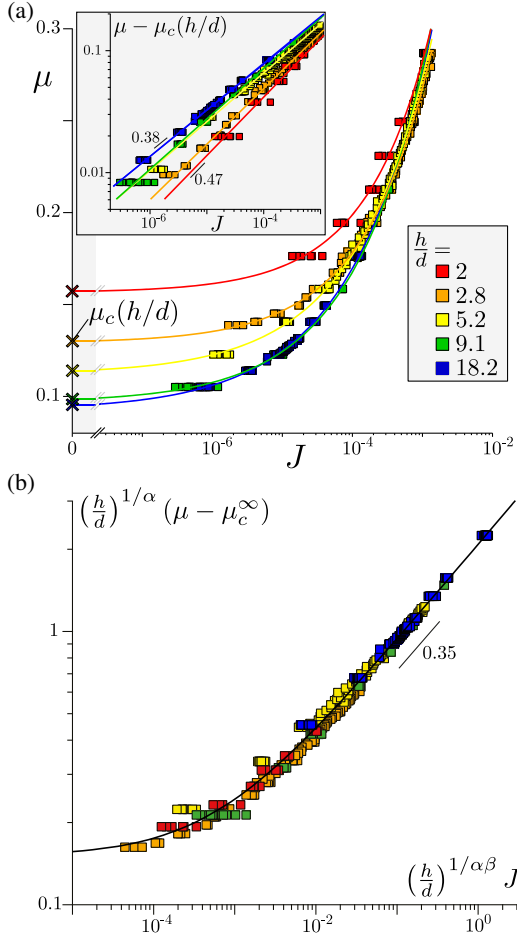 (a)
0.3
μ
0.2
0.1
μ − μ_c(h/d)
0.1
0.01
0.38
0.47
10^{-6} J 10^{-4}
h/d =
2
2.8
5.2
9.1
18.2
μ_c(h/d)
0 10^{-6} J 10^{-4} 10^{-2}
(b)
(h/d)^{1/α} (μ − μ_c^∞)
1
0.35
0.1
10^{-4} 10^{-2} 10^{0}
(h/d)^{1/αβ} J